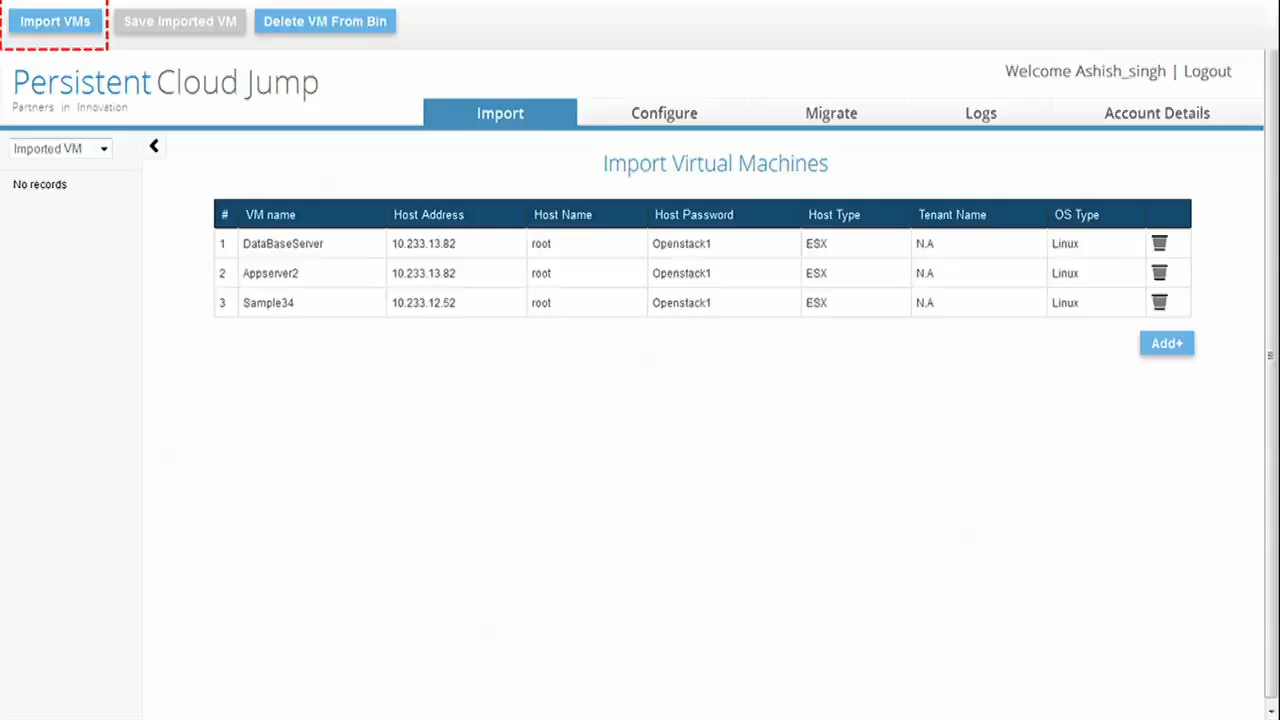 Import VMs Save Imported VM Delete VM From Bin
Persistent Cloud Jump
Partners in Innovation
Welcome Ashish_singh | Logout
Import Configure Migrate Logs Account Details
Imported VM
No records
Import Virtual Machines
# VM name Host Address Host Name Host Password Host Type Tenant Name OS Type
1 DataBaseServer 10.233.13.82 root Openstack1 ESX N.A Linux
2 Appserver2 10.233.13.82 root Openstack1 ESX N.A Linux
3 Sample34 10.233.12.52 root Openstack1 ESX N.A Linux
Add+